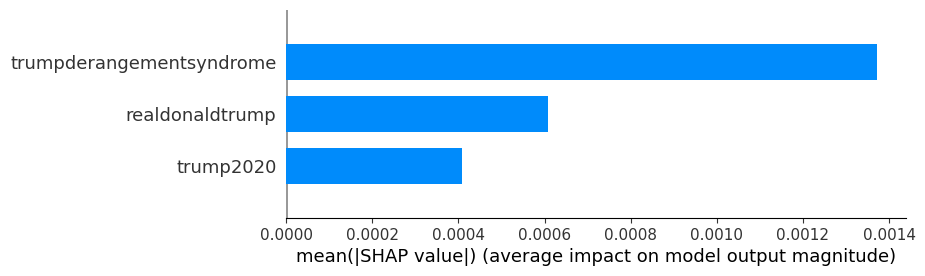 trumpderangementsyndrome
realdonaldtrump
trump2020
0.0000 0.0002 0.0004 0.0006 0.0008 0.0010 0.0012 0.0014
mean(|SHAP value|) (average impact on model output magnitude)